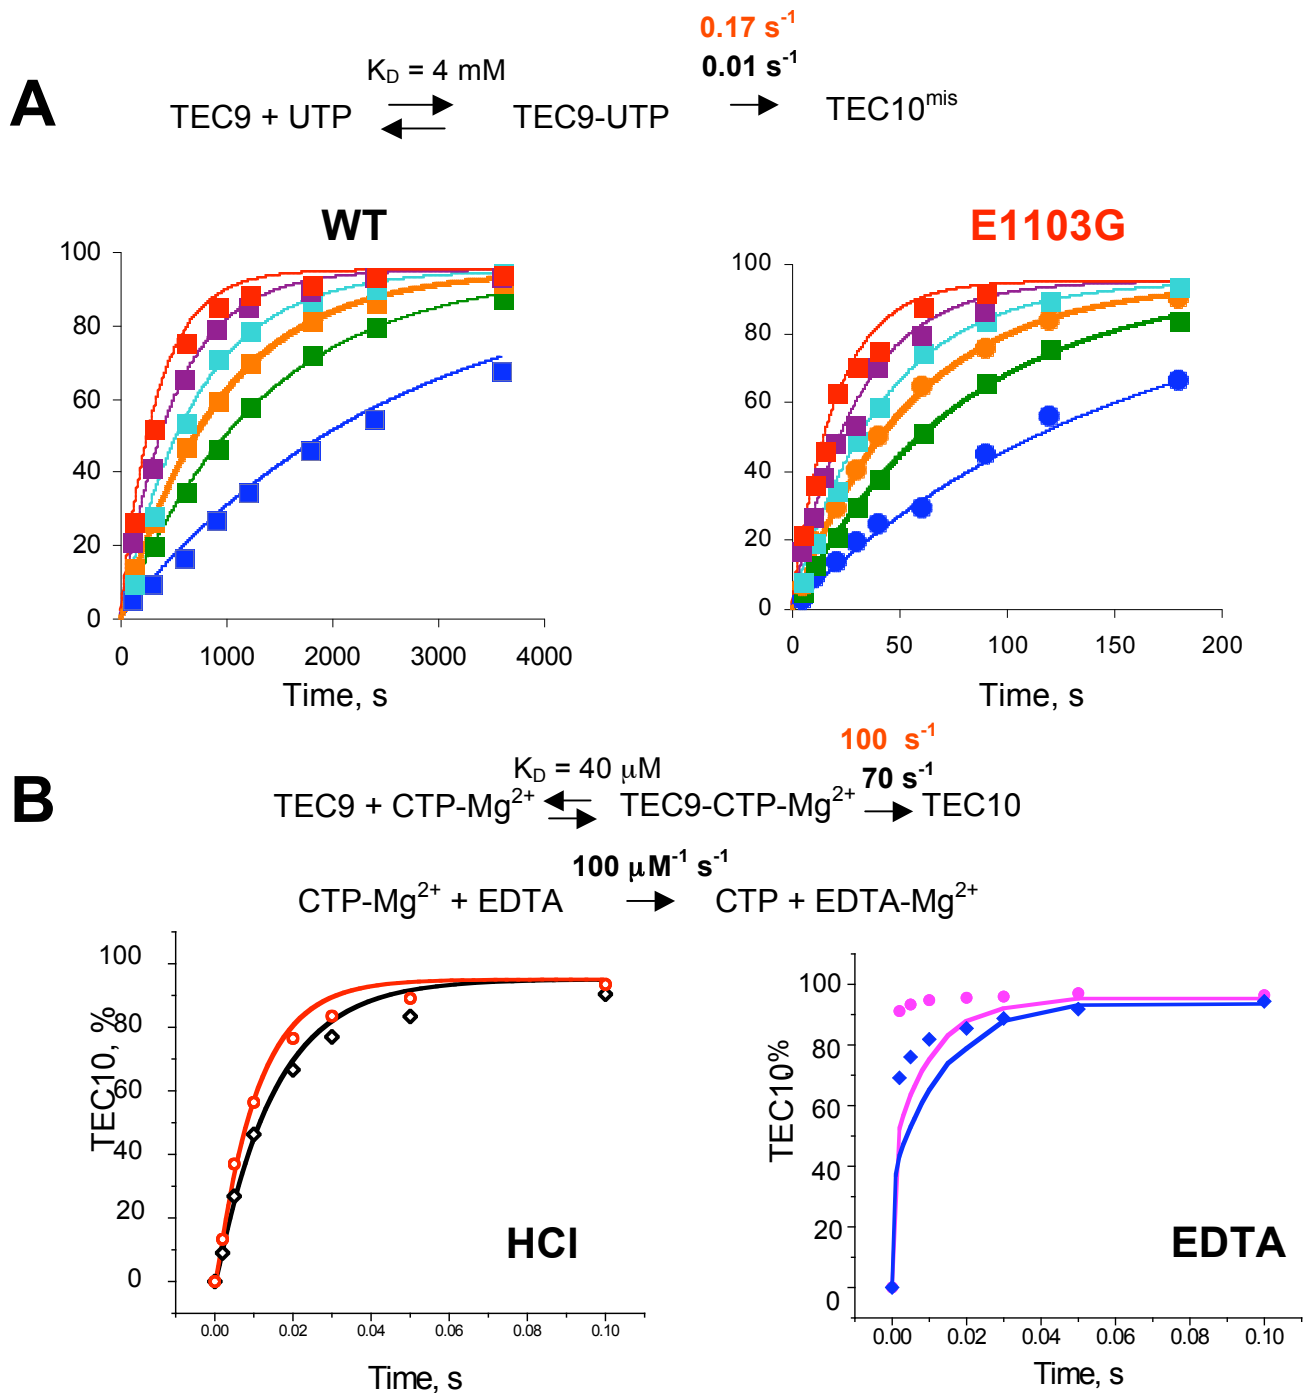 A
0.17 s⁻¹
0.01 s⁻¹
K_D = 4 mM
TEC9 + UTP TEC9-UTP TEC10ᵐⁱˢ
WT
100
80
60
40
20
0
0 1000 2000 3000 4000
Time, s
E1103G
100
80
60
40
20
0
0 50 100 150 200
Time, s
B
100 s⁻¹
70 s⁻¹
K_D = 40 μM
TEC9 + CTP-Mg²⁺ TEC9-CTP-Mg²⁺ TEC10
100 μM⁻¹ s⁻¹
CTP-Mg²⁺ + EDTA CTP + EDTA-Mg²⁺
TEC10, %
100
80
60
40
20
0
HCl
0.00 0.02 0.04 0.06 0.08 0.10
Time, s
TEC10%
100
80
60
40
20
0
EDTA
0.00 0.02 0.04 0.06 0.08 0.10
Time, s